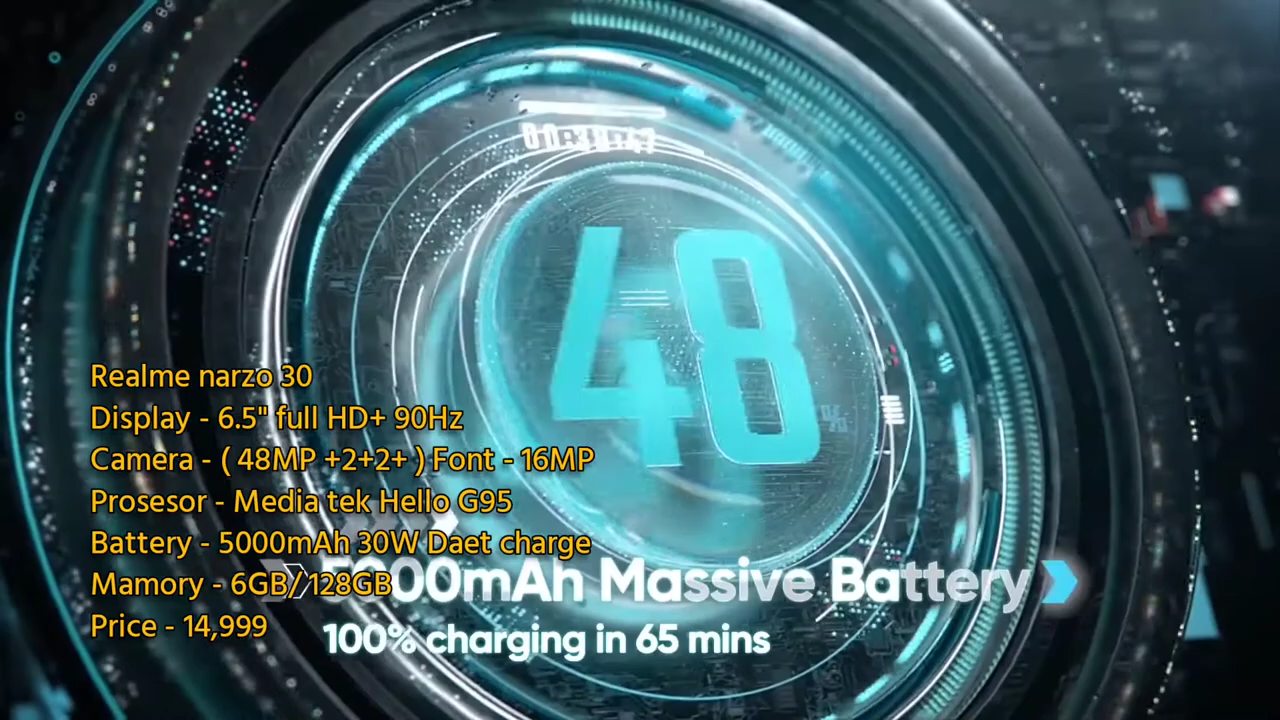 48
Realme narzo 30
Display - 6.5" full HD+ 90Hz
Camera - ( 48MP +2+2+ ) Font - 16MP
Prosesor - Media tek Hello G95
Battery - 5000mAh 30W Daet charge
Mamory - 6GB/128GB
5000mAh Massive Battery
Price - 14,999
100% charging in 65 mins